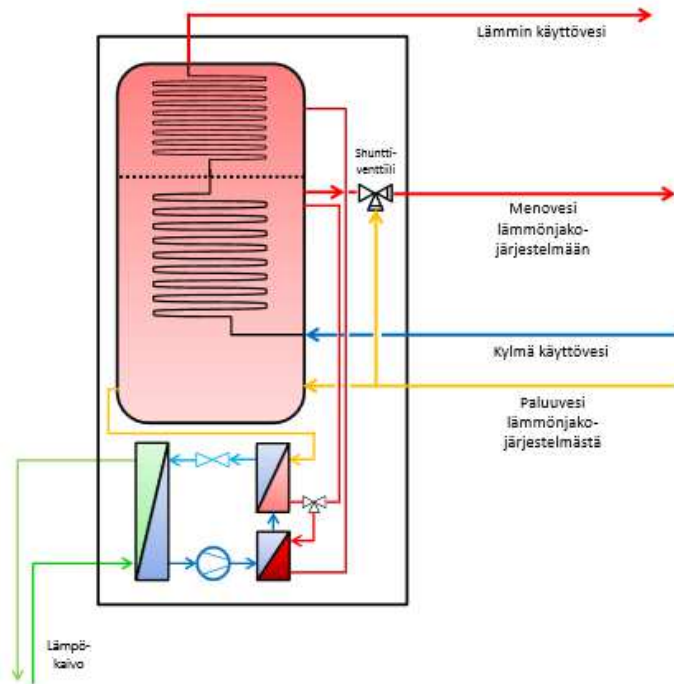 Lämmin käyttövesi
Shuntti-
venttiili
Menovesi
lämmönjako-
järjestelmään
Kylmä käyttövesi
Paluuvesi
lämmönjako-
järjestelmästä
Lämpö-
kaivo